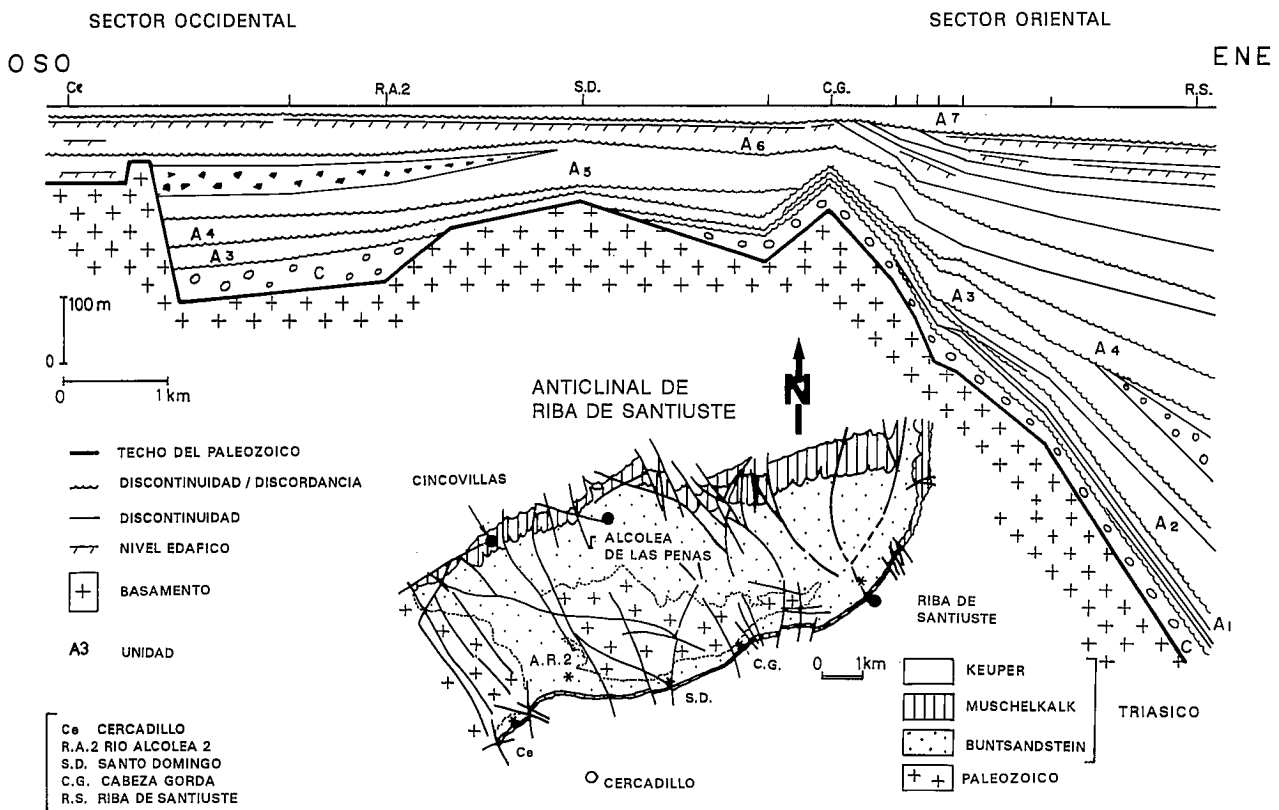 SECTOR OCCIDENTAL
SECTOR ORIENTAL
OSO
ENE
Ce
R.A.2
S.D.
C.G.
R.S.
A7
A6
A5
A4
A3
C
A3
A4
A2
A1
C
100 m
0
0
1 km
ANTICLINAL DE
RIBA DE SANTIUSTE
N
TECHO DEL PALEOZOICO
DISCONTINUIDAD / DISCORDANCIA
DISCONTINUIDAD
NIVEL EDAFICO
BASAMENTO
A3 UNIDAD
CINCOVILLAS
ALCOLEA
DE LAS PENAS
RIBA DE
SANTIUSTE
A.R.2
C.G.
S.D.
Ce
0 1km
CERCADILLO
KEUPER
MUSCHELKALK
BUNTSANDSTEIN
TRIASICO
PALEOZOICO
Ce CERCADILLO
R.A.2 RIO ALCOLEA 2
S.D. SANTO DOMINGO
C.G. CABEZA GORDA
R.S. RIBA DE SANTIUSTE